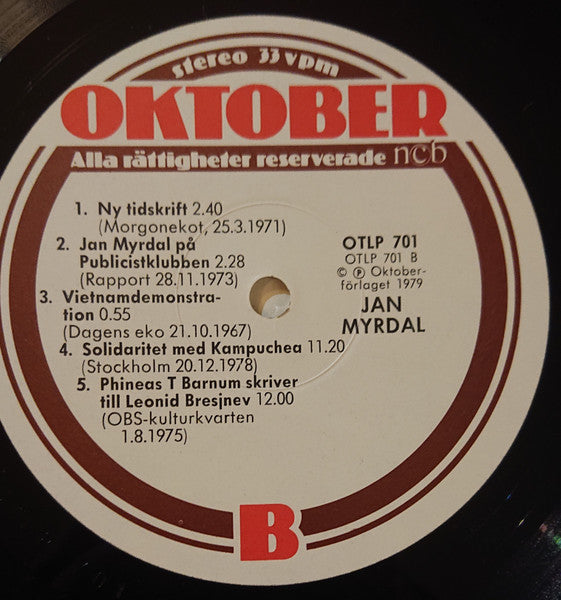 stereo 33 vpm
OKTOBER
Alla rättigheter reserverade ncb
1. Ny tidskrift 2.40
(Morgonekot, 25.3.1971)
2. Jan Myrdal på
Publicistklubben 2.28
(Rapport 28.11.1973)
3. Vietnamdemonstra-
tion 0.55
(Dagens eko 21.10.1967)
4. Solidaritet med Kampuchea 11.20
(Stockholm 20.12.1978)
5. Phineas T Barnum skriver
till Leonid Bresjnev 12.00
(OBS-kulturkvarten
1.8.1975)
OTLP 701
OTLP 701 B
© ℗ Oktober-
förlaget 1979
JAN
MYRDAL
B